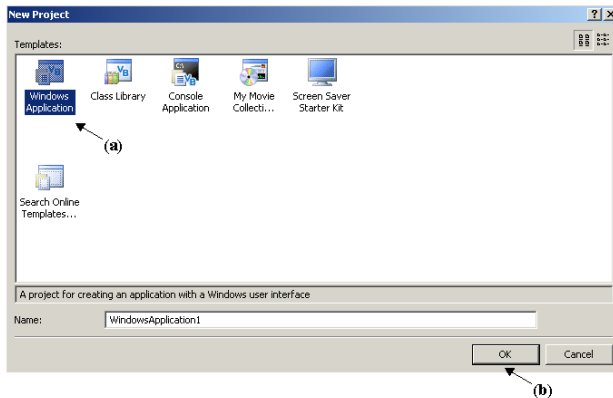 New Project
Templates:
Windows Application
Class Library
Console Application
My Movie Collecti...
Screen Saver Starter Kit
(a)
Search Online Templates...
A project for creating an application with a Windows user interface
Name:
WindowsApplication1
OK
Cancel
(b)